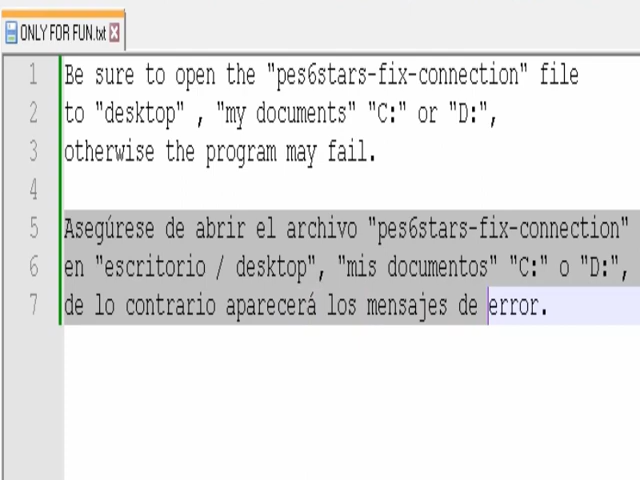 ONLY FOR FUN.txt
1 Be sure to open the "pes6stars-fix-connection" file
2 to "desktop" , "my documents" "C:" or "D:",
3 otherwise the program may fail.
4
5 Asegúrese de abrir el archivo "pes6stars-fix-connection"
6 en "escritorio / desktop", "mis documentos" "C:" o "D:",
7 de lo contrario aparecerá los mensajes de error.